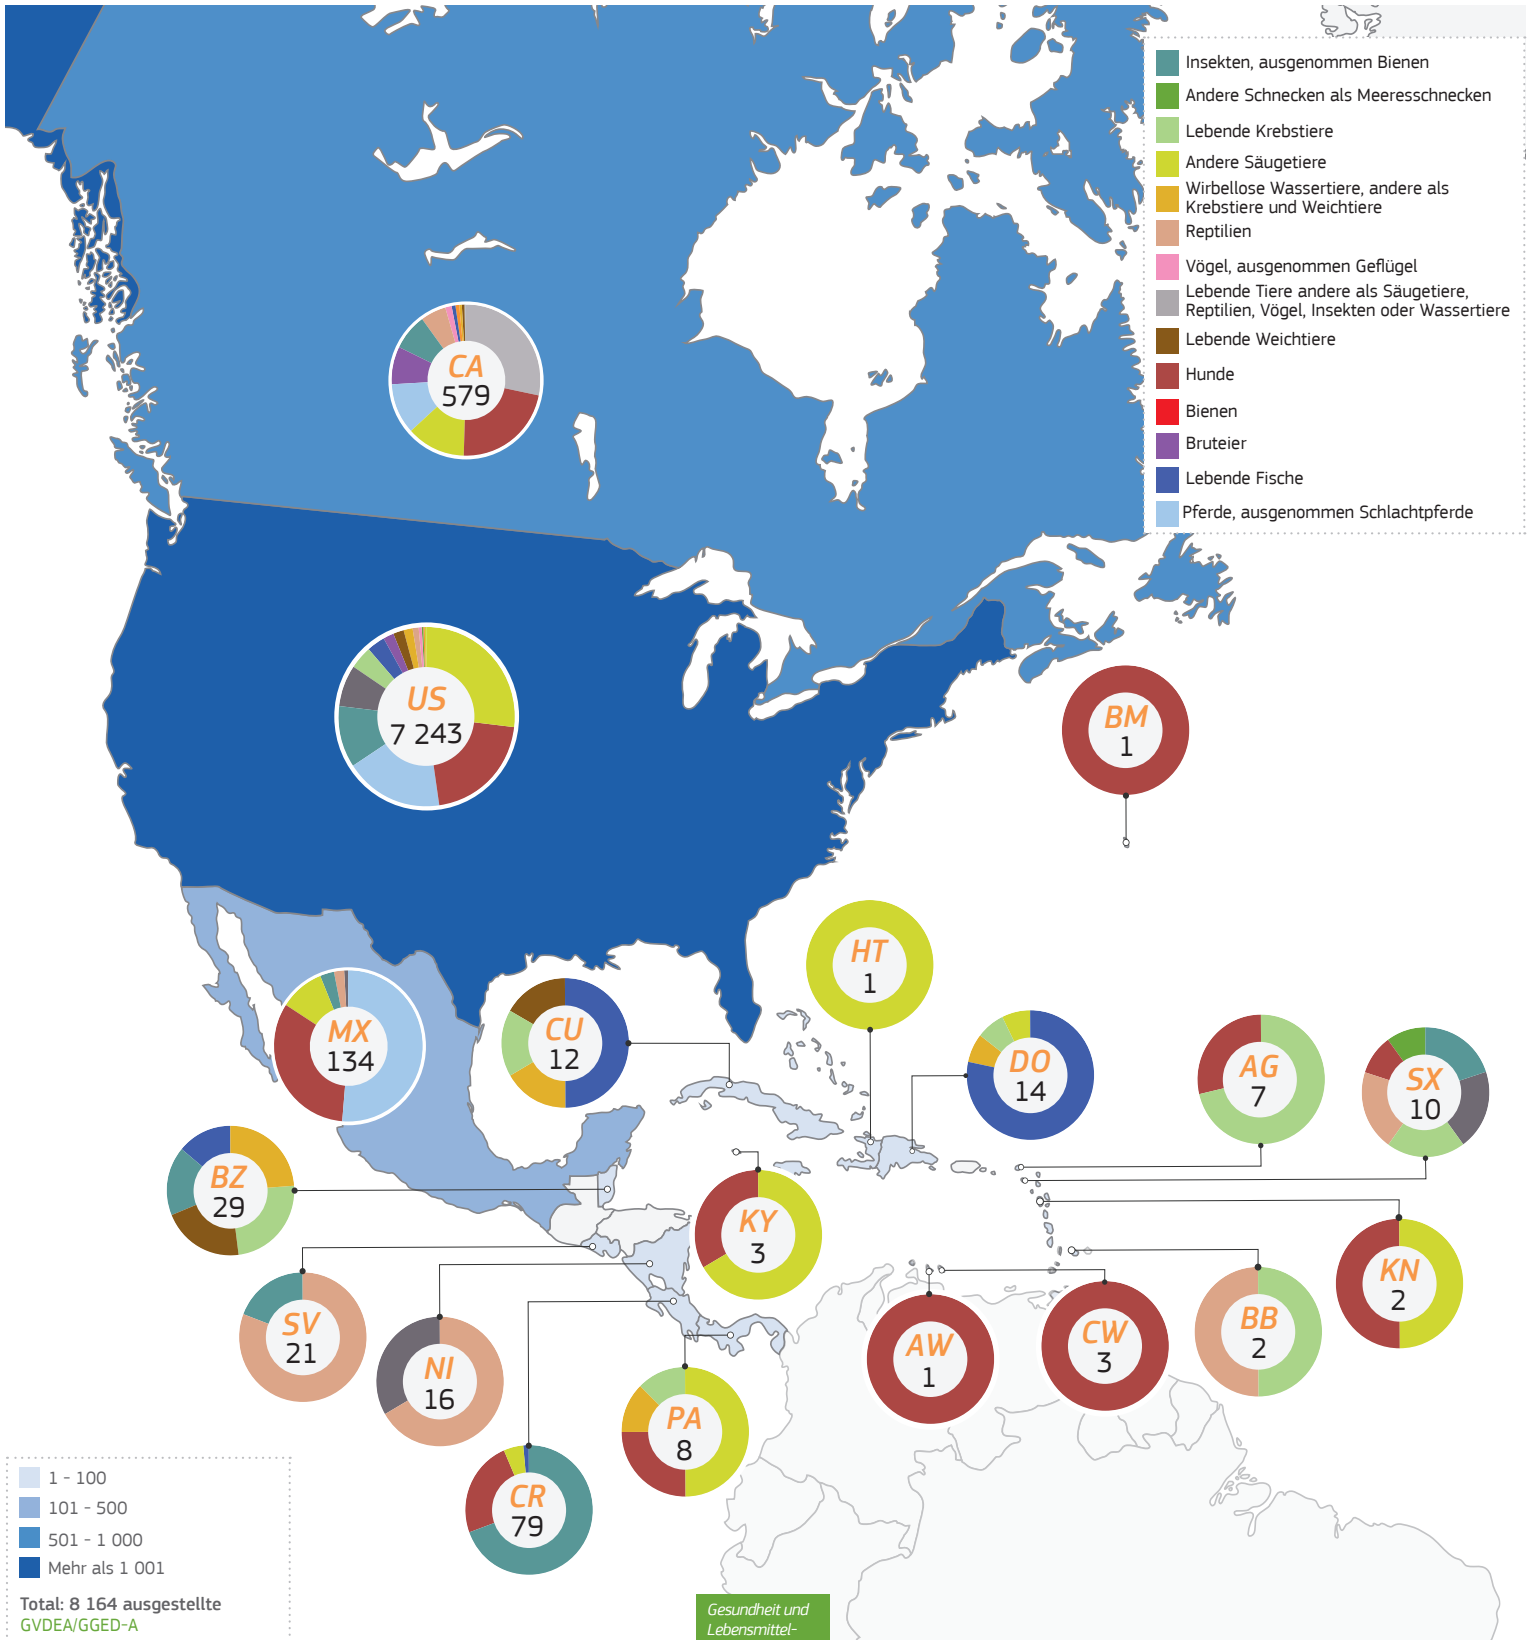 Insekten, ausgenommen Bienen
Andere Schnecken als Meeresschnecken
Lebende Krebstiere
Andere Säugetiere
Wirbellose Wassertiere, andere als
Krebstiere und Weichtiere
Reptilien
Vögel, ausgenommen Geflügel
Lebende Tiere andere als Säugetiere,
Reptilien, Vögel, Insekten oder Wassertiere
Lebende Weichtiere
Hunde
Bienen
Bruteier
Lebende Fische
Pferde, ausgenommen Schlachtpferde
CA
579
US
7 243
BM
1
HT
1
MX
134
CU
12
DO
14
AG
7
SX
10
BZ
29
KY
3
KN
2
SV
21
NI
16
AW
1
CW
3
BB
2
PA
8
CR
79
1 - 100
101 - 500
501 - 1 000
Mehr als 1 001
Total: 8 164 ausgestellte
GVDEA/GGED-A
Gesundheit und
Lebensmittel-